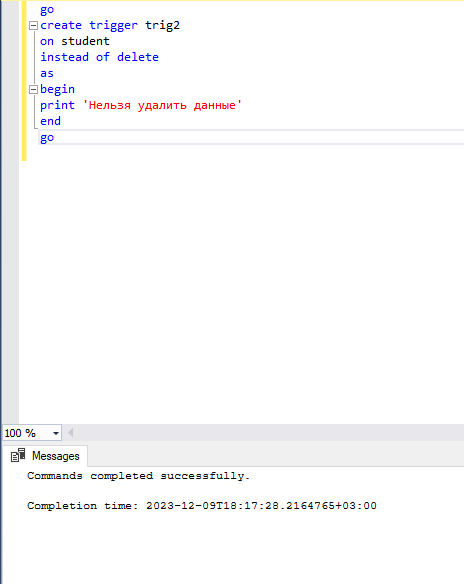 go
create trigger trig2
on student
instead of delete
as
begin
print 'Нельзя удалить данные'
end
go
100 %
Messages
Commands completed successfully.
Completion time: 2023-12-09T18:17:28.2164765+03:00